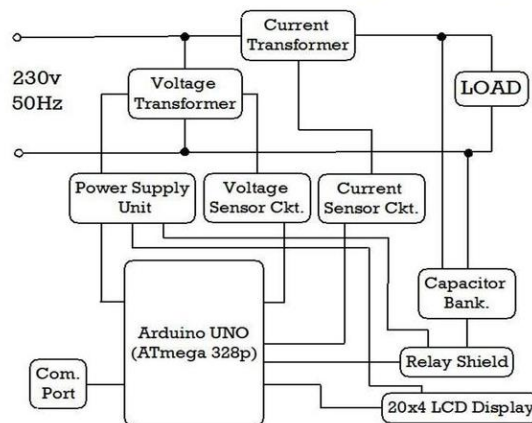 Current
Transformer
230v
50Hz
Voltage
Transformer
LOAD
Power Supply
Unit
Voltage
Sensor Ckt.
Current
Sensor Ckt.
Capacitor
Bank.
Arduino UNO
(ATmega 328p)
Relay Shield
Com.
Port
20x4 LCD Display